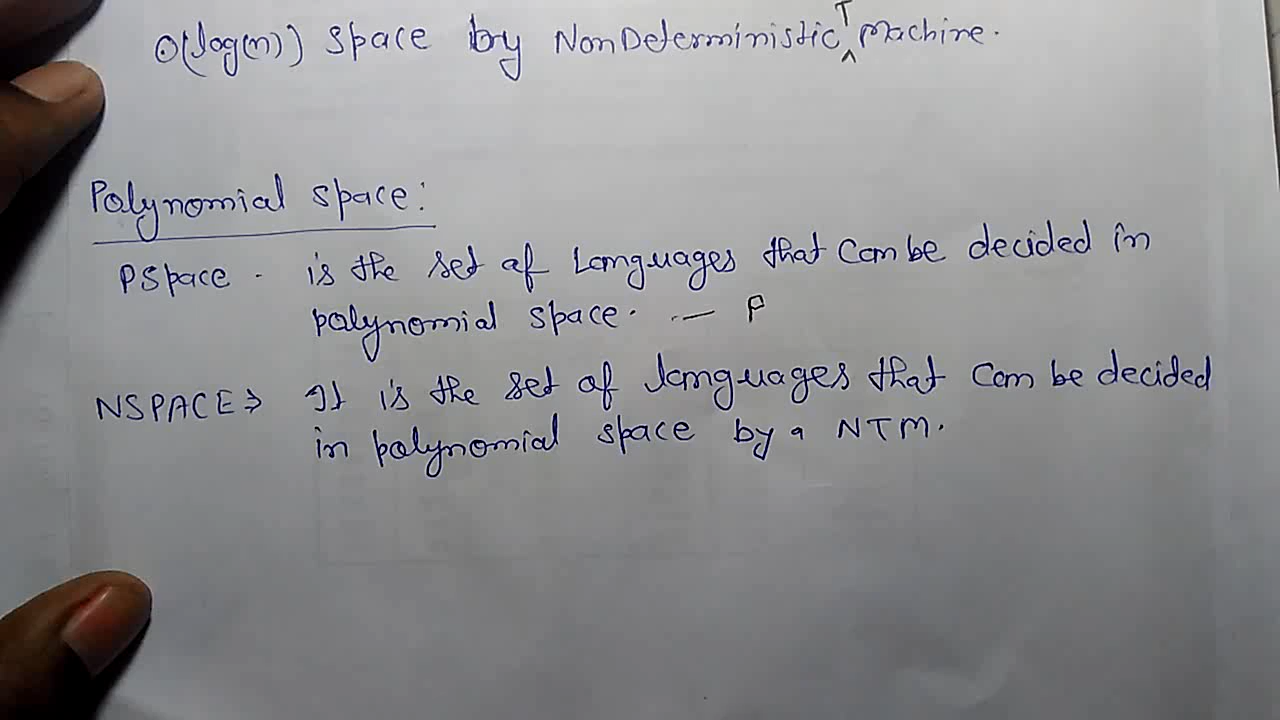 O(log(n)) space by NonDeterministic T Machine.
Polynomial space:
PSpace - is the set of Languages that can be decided in
polynomial space. — P
NSPACE => It is the set of languages that can be decided
in polynomial space by a NTM.